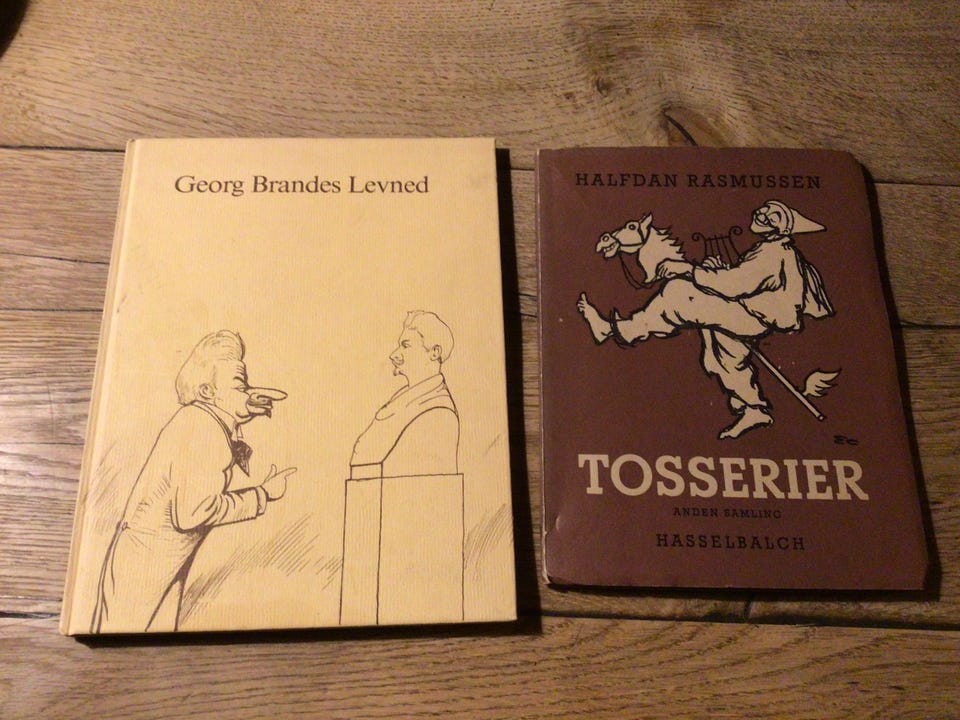 Georg Brandes Levned
HALFDAN RASMUSSEN
TOSSERIER
ANDEN SAMLING
HASSELBALCH